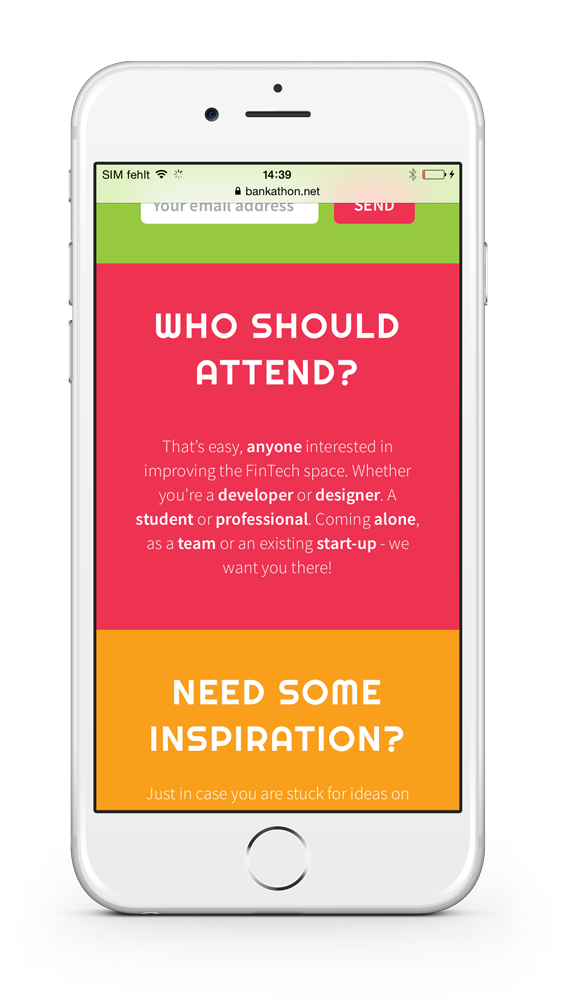 SIM fehlt 14:39
bankathon.net
Your email address SEND
WHO SHOULD
ATTEND?
That's easy, anyone interested in
improving the FinTech space. Whether
you're a developer or designer. A
student or professional. Coming alone,
as a team or an existing start-up - we
want you there!
NEED SOME
INSPIRATION?
Just in case you are stuck for ideas on